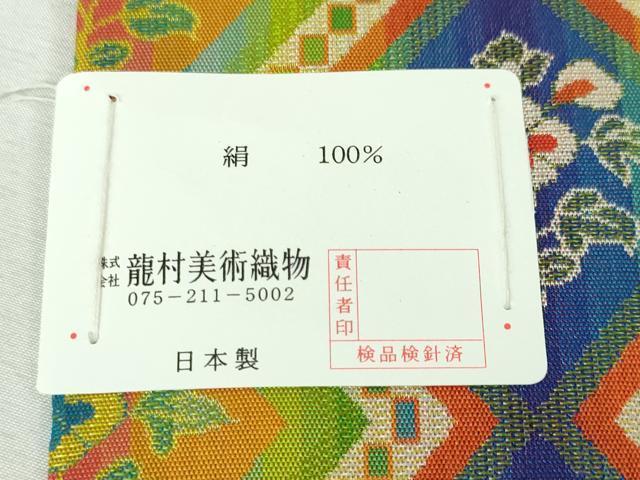 絹 100%
株式会社 龍村美術織物
075-211-5002
日本製
責任者印
検品検針済